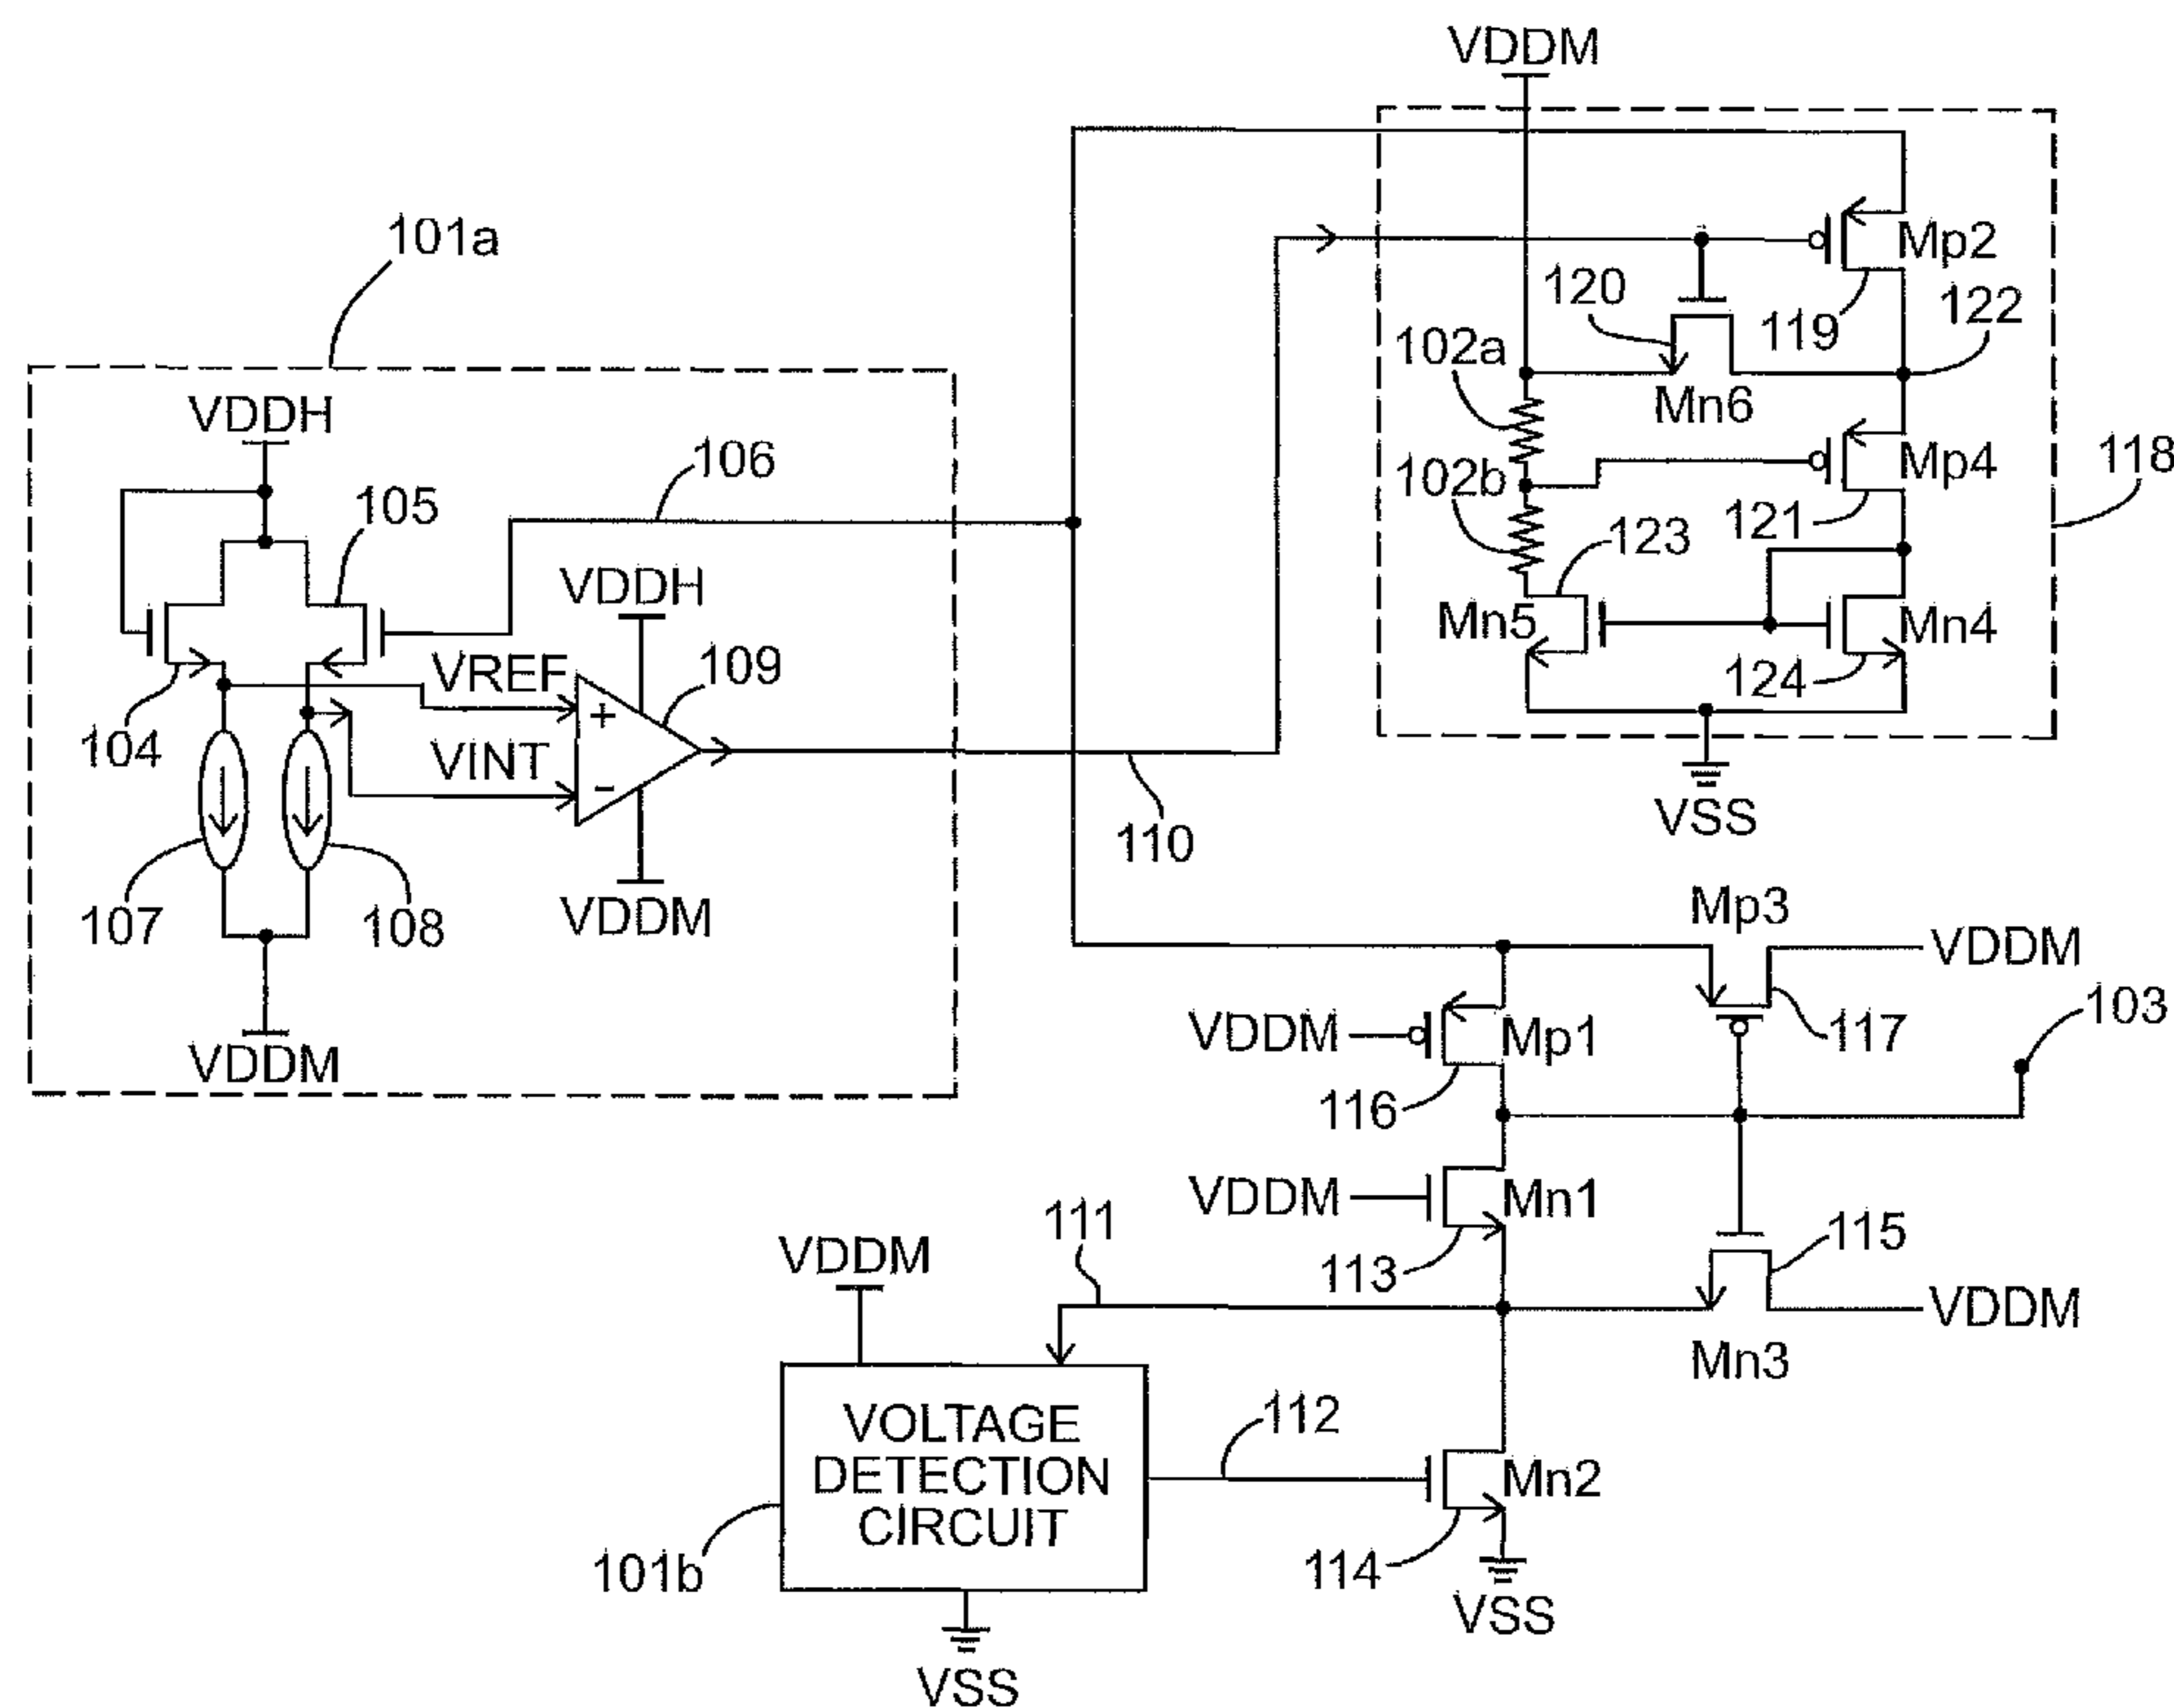 VDDM
101a
Mp2
120
122
119
102a
VDDH
106
Mn6
102b
Mp4
118
105
121
123
VDDH
Mn5
Mn4
VREF
109
124
104
+
VINT
-
VSS
110
107
108
VDDM
Mp3
VDDM
103
VDDM
VDDM
Mp1
117
116
VDDM
Mn1
111
115
VDDM
113
VDDM
Mn3
VOLTAGE
DETECTION
CIRCUIT
112
Mn2
101b
114
VSS
VSS